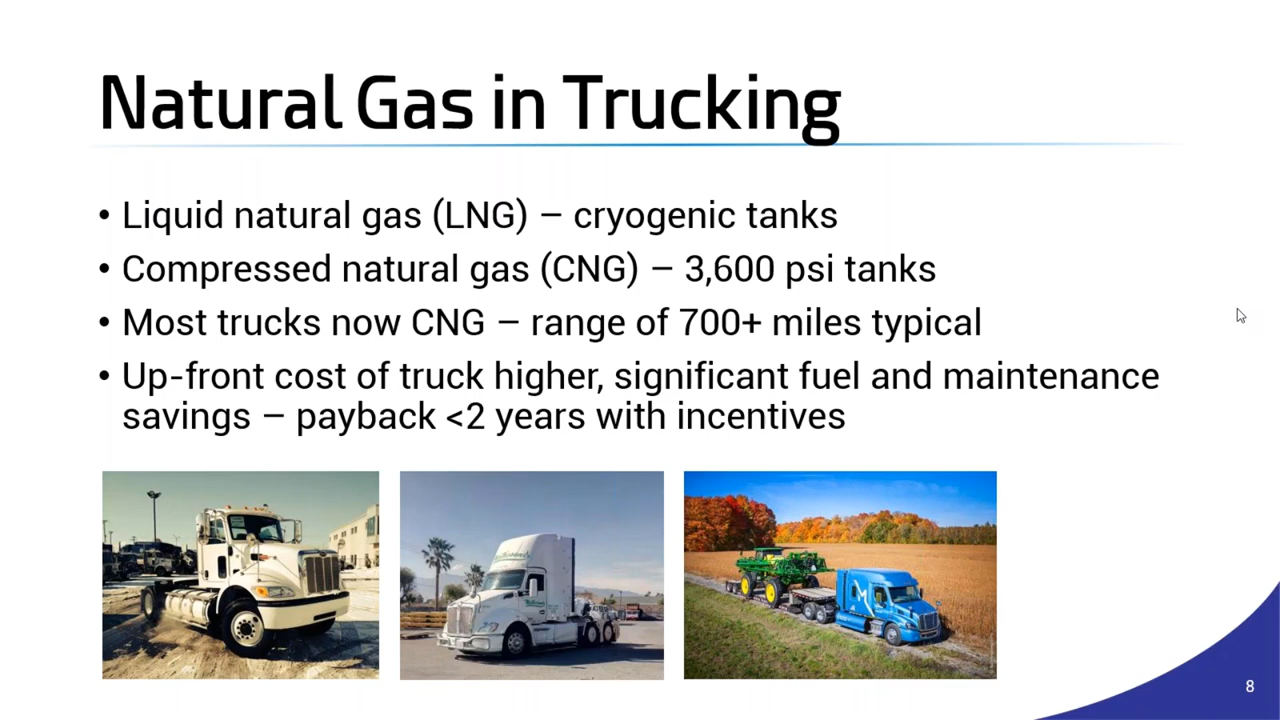 Natural Gas in Trucking
• Liquid natural gas (LNG) – cryogenic tanks
• Compressed natural gas (CNG) – 3,600 psi tanks
• Most trucks now CNG – range of 700+ miles typical
• Up-front cost of truck higher, significant fuel and maintenance
savings – payback <2 years with incentives
M
8